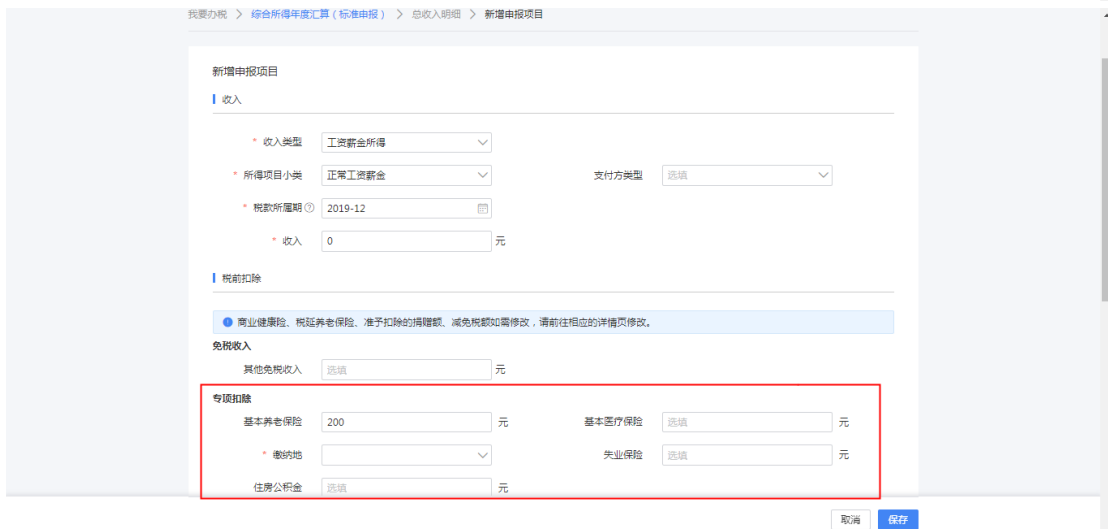 我要办税 > 综合所得年度汇算(标准申报) > 总收入明细 > 新增申报项目
新增申报项目
收入
* 收入类型 工资薪金所得
* 所得项目小类 正常工资薪金 支付方类型 选填
* 税款所属期 ? 2019-12
* 收入 0 元
税前扣除
商业健康险、税延养老保险、准予扣除的捐赠额、减免税额如需修改,请前往相应的详情页修改。
免税收入
其他免税收入 选填 元
专项扣除
基本养老保险 200 元 基本医疗保险 选填 元
* 缴纳地 失业保险 选填 元
住房公积金 选填 元
取消 保存